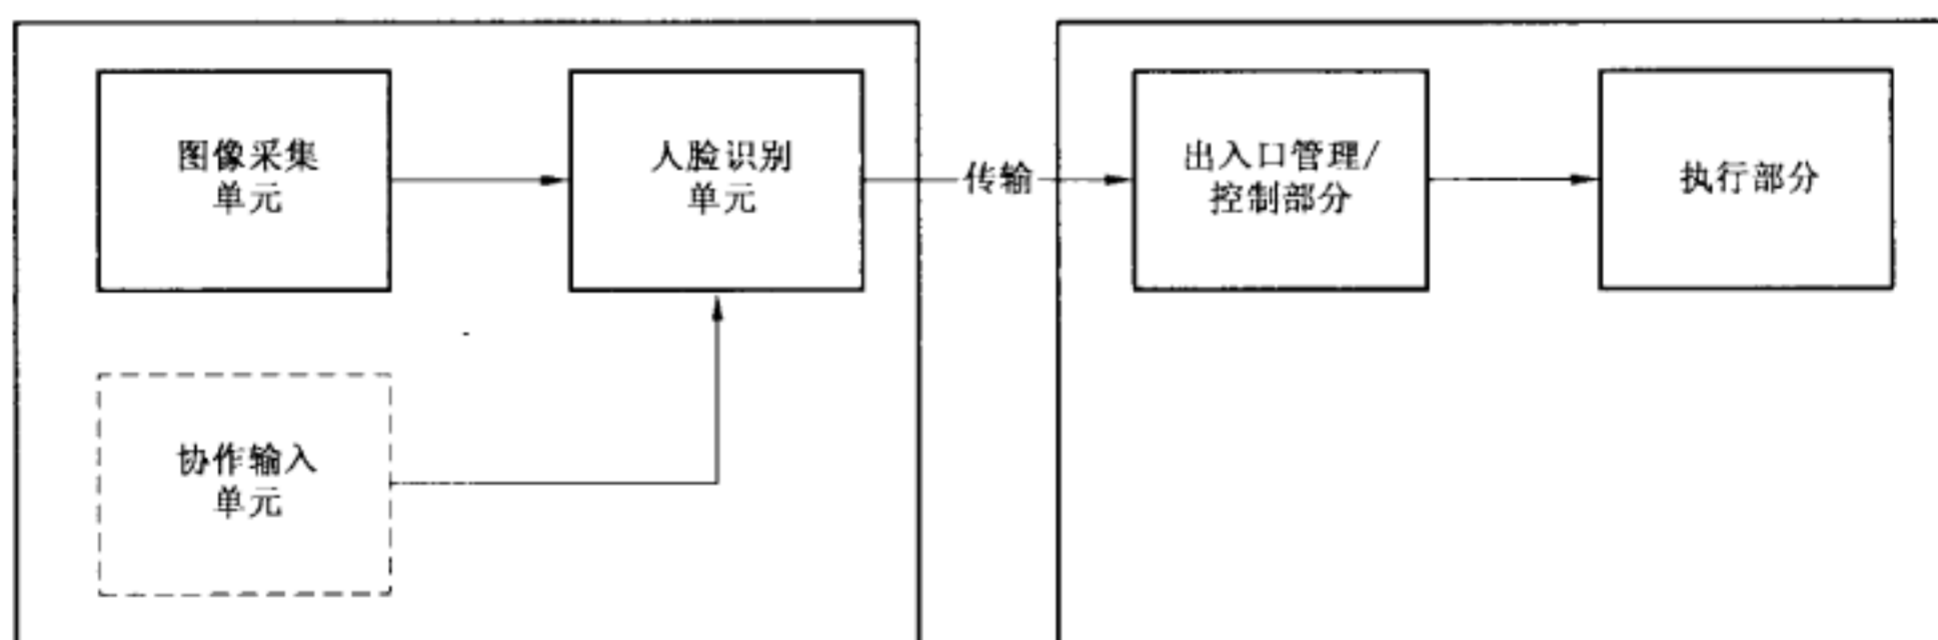 图像采集
单元
人脸识别
单元
传输
出入口管理/
控制部分
执行部分
协作输入
单元